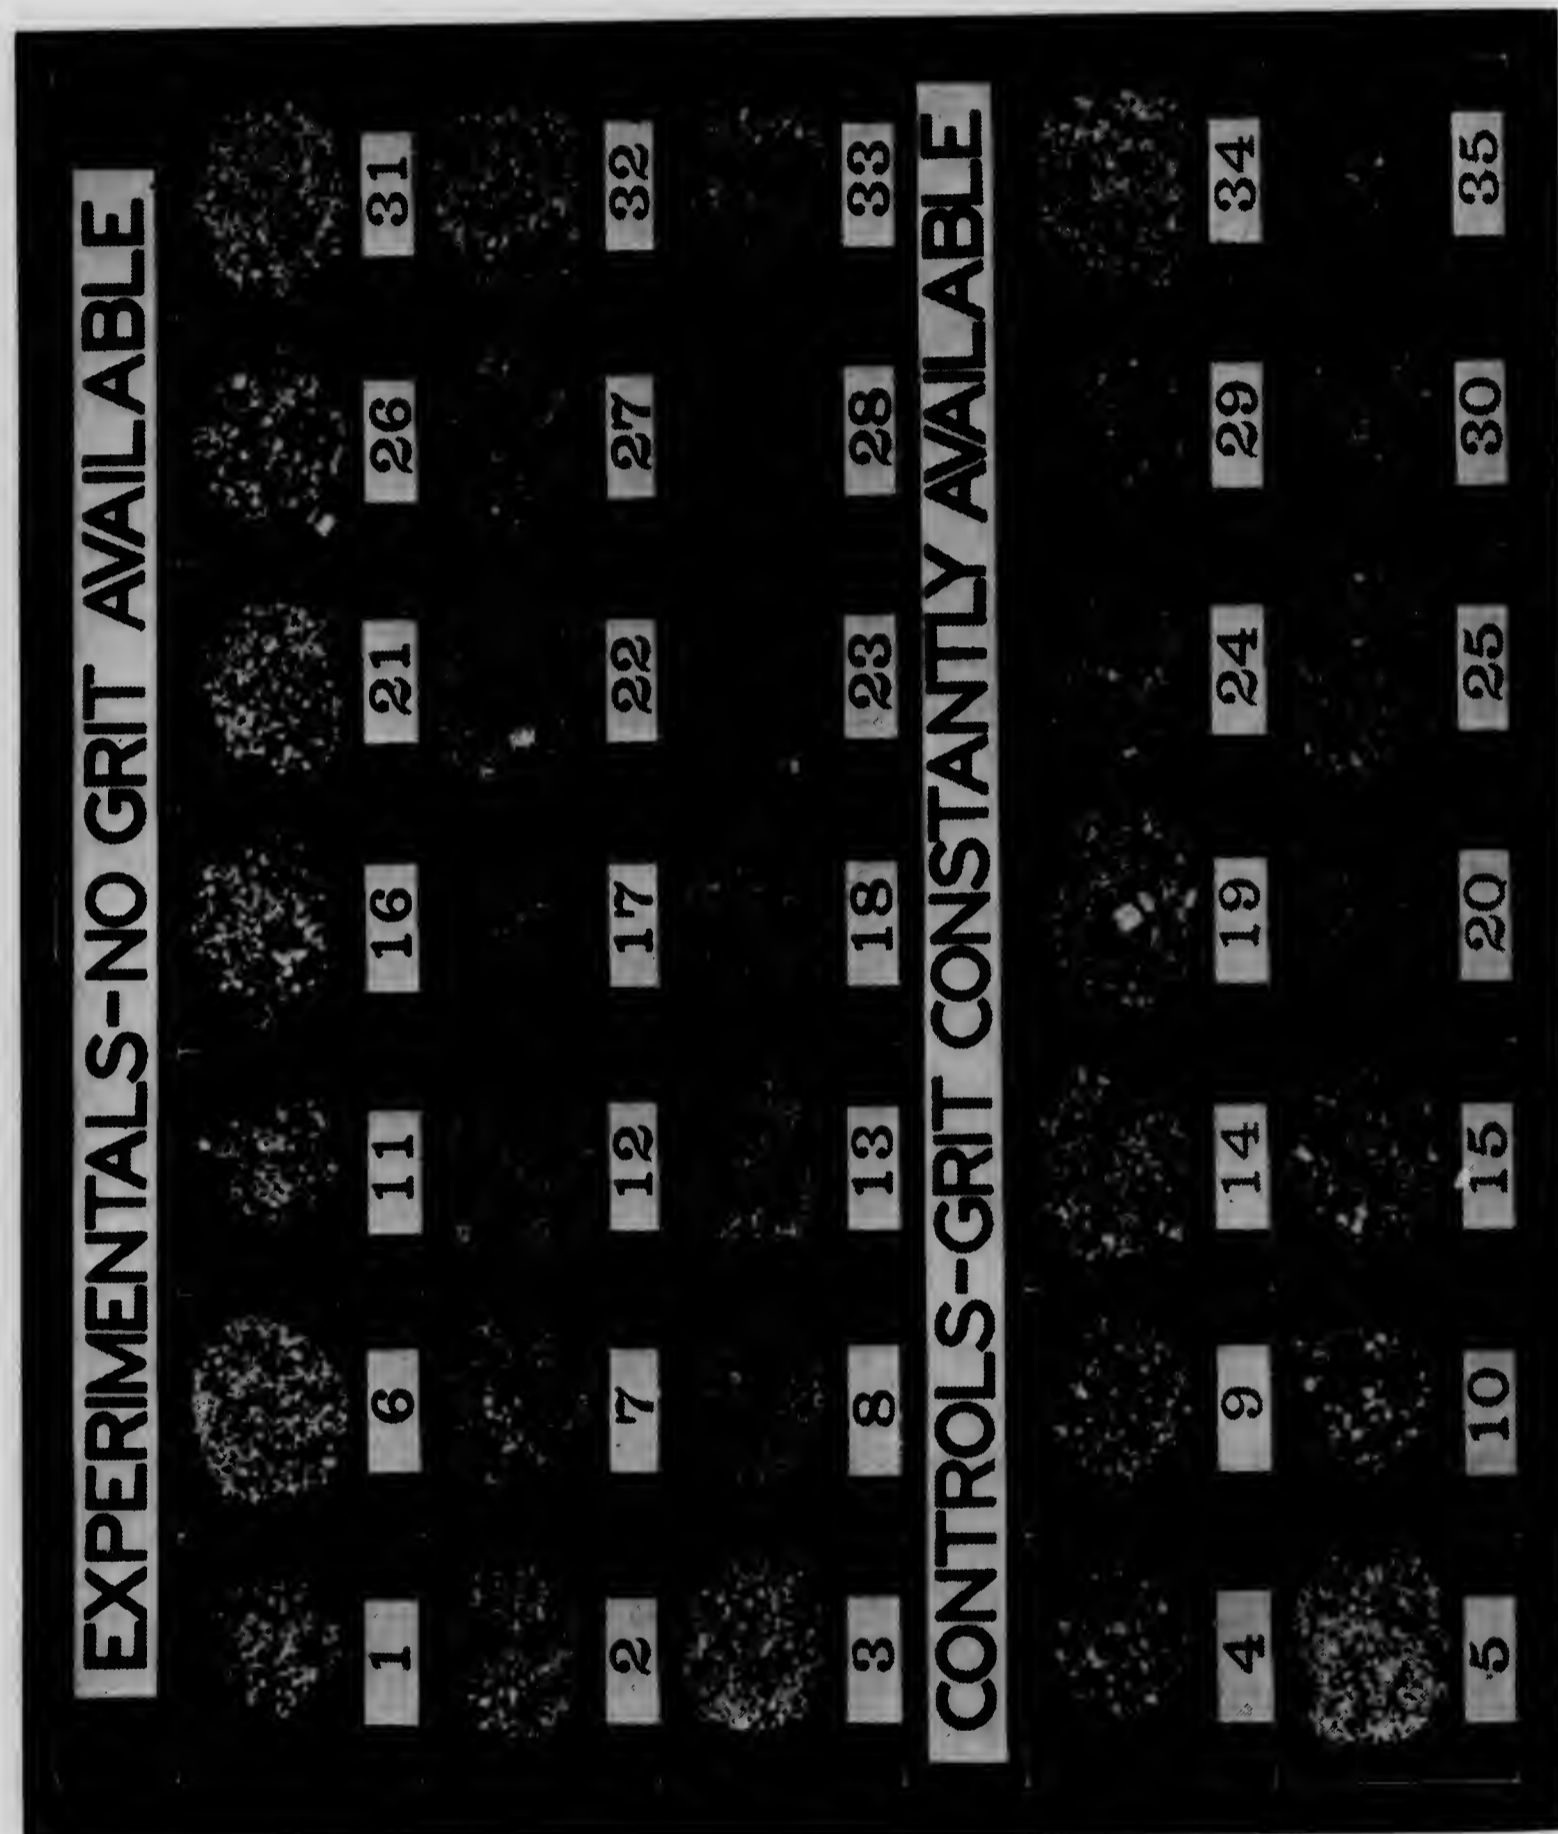 EXPERIMENTALS-NO GRIT AVAILABLE
1 6 11 16 21 26 31
2 7 12 17 22 27 32
3 8 13 18 23 28 33
CONTROLS-GRIT CONSTANTLY AVAILABLE
4 9 14 19 24 29 34
5 10 15 20 25 30 35